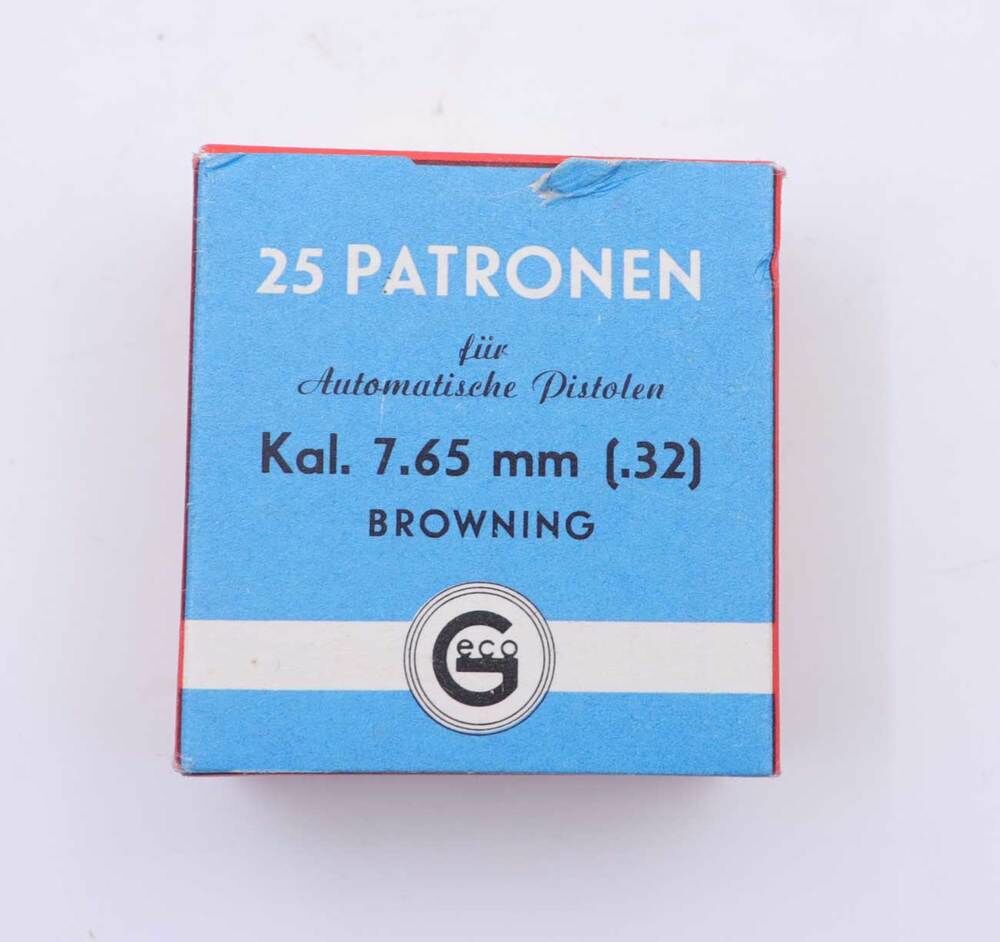 25 PATRONEN
für
Automatische Pistolen
Kal. 7.65 mm (.32)
BROWNING
Geco